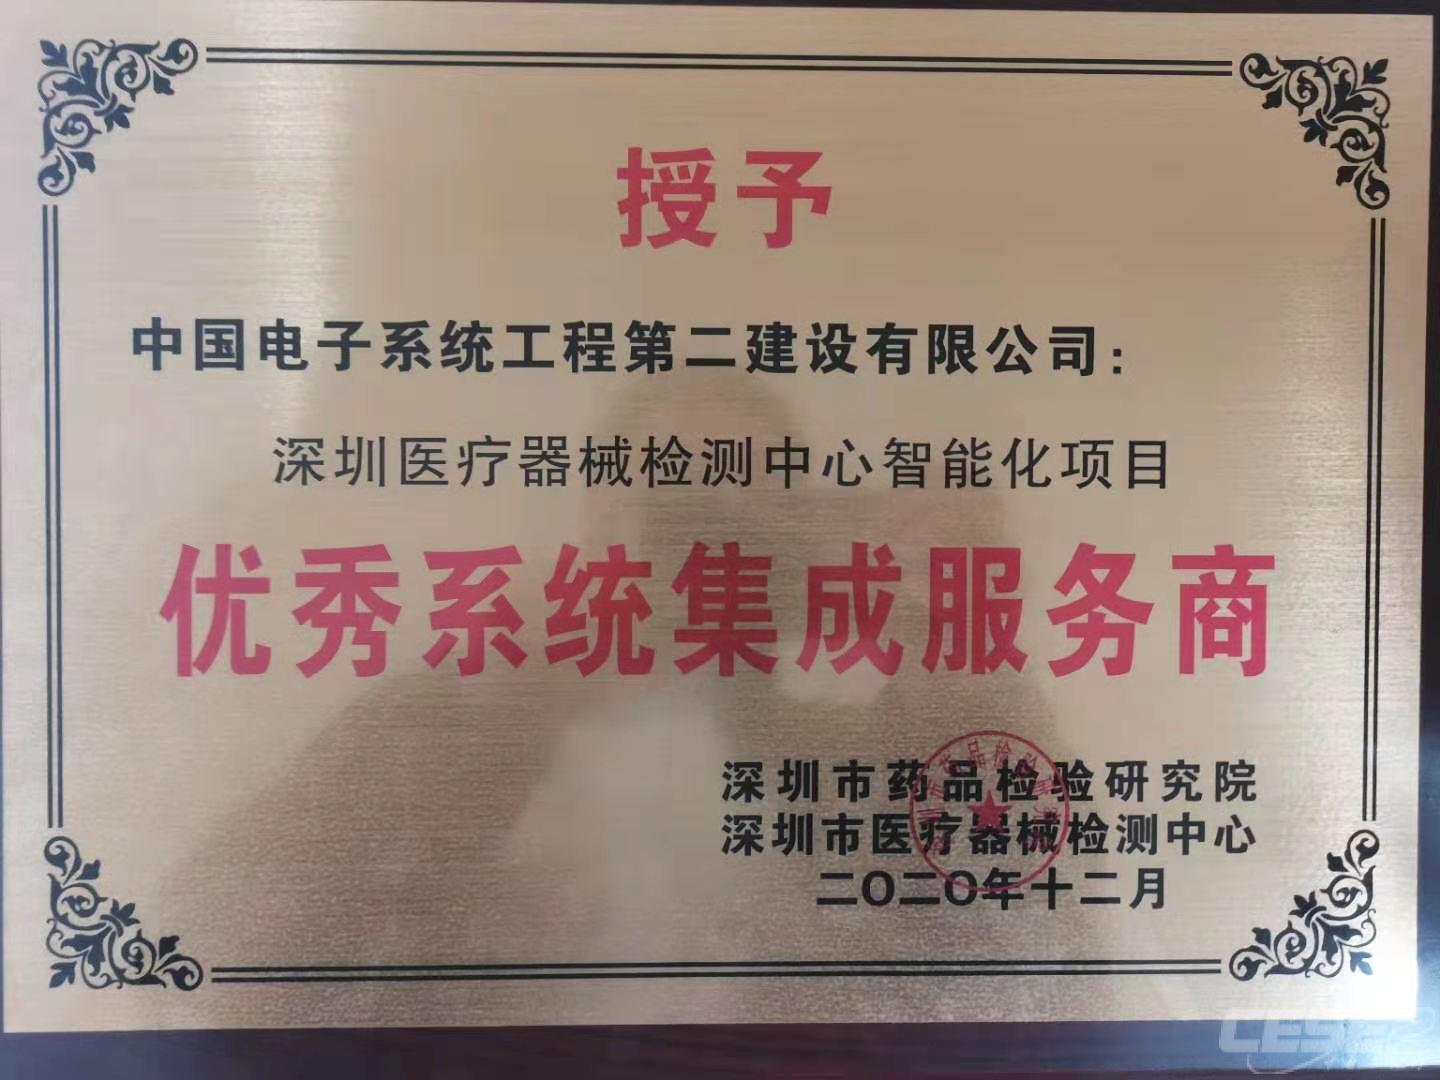 授予
中国电子系统工程第二建设有限公司：
深圳医疗器械检测中心智能化项目
优秀系统集成服务商
深圳市药品检验研究院
深圳市医疗器械检测中心
二〇二〇年十二月
CESE2